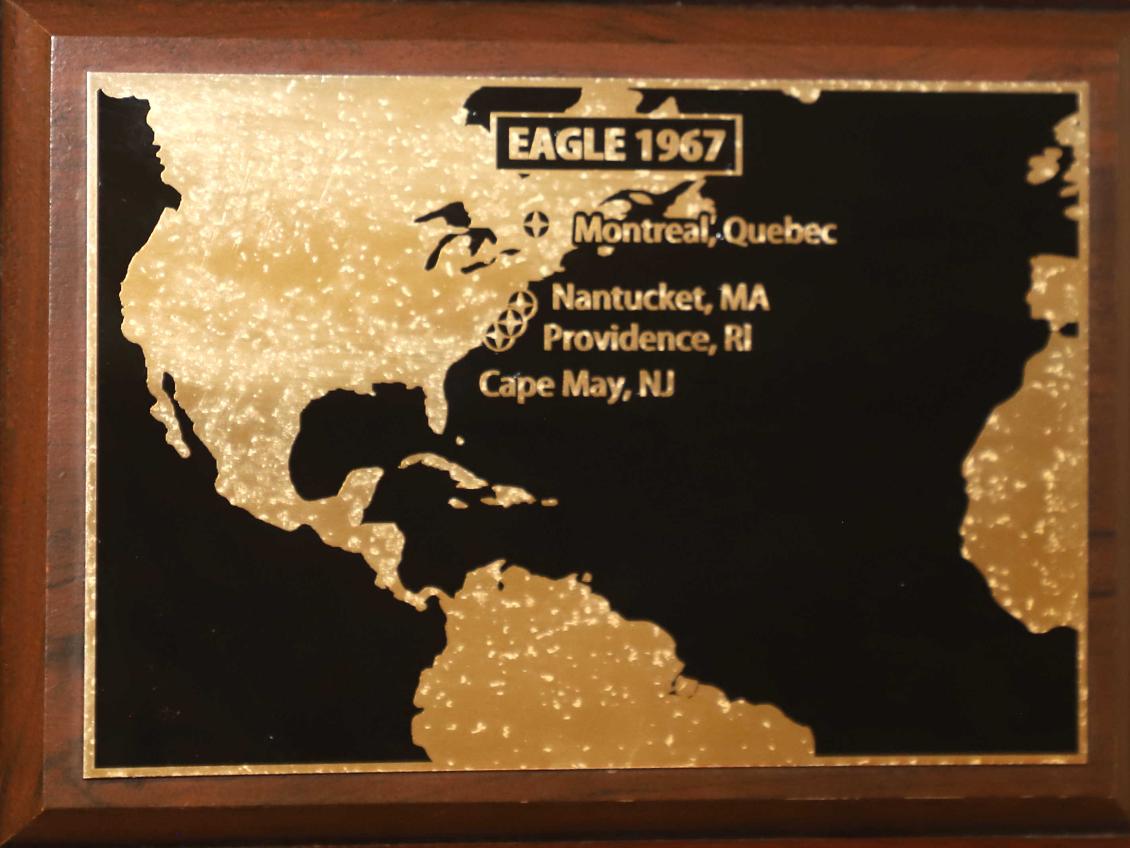 EAGLE 1967
Montreal, Quebec
Nantucket, MA
Providence, RI
Cape May, NJ